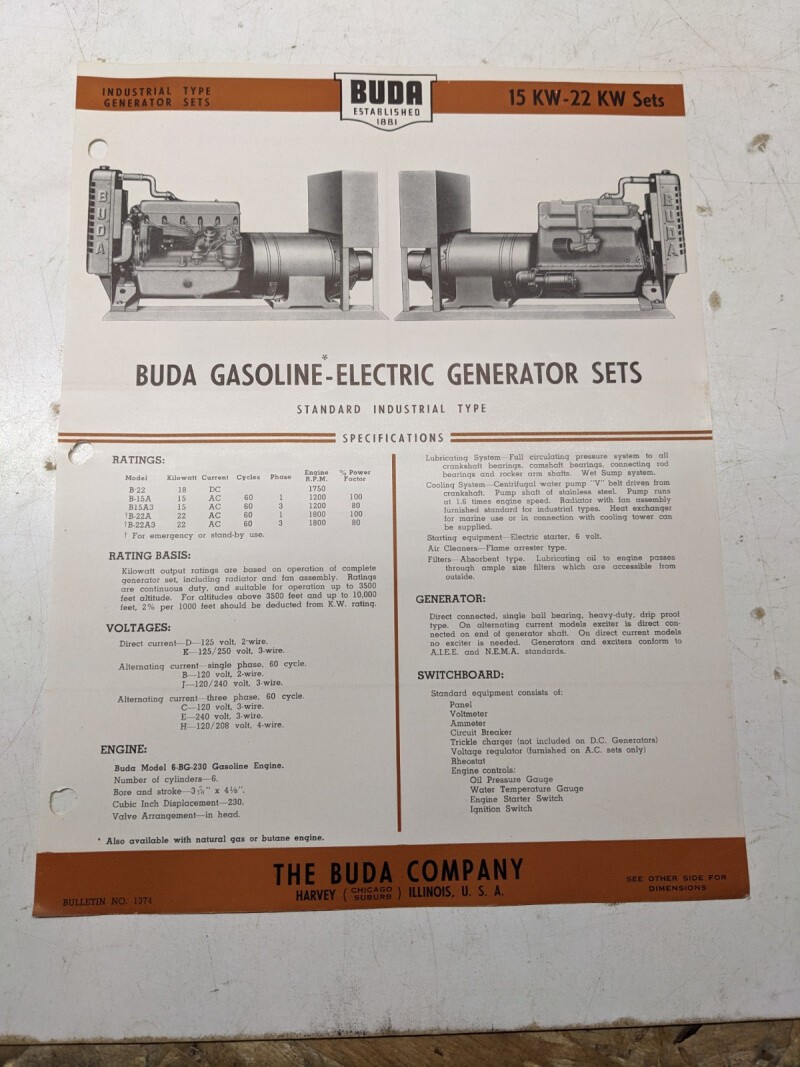 INDUSTRIAL TYPE
GENERATOR SETS
BUDA
ESTABLISHED
1881
15 KW-22 KW Sets
BUDA
BUDA
BUDA GASOLINE*-ELECTRIC GENERATOR SETS
STANDARD INDUSTRIAL TYPE
SPECIFICATIONS
RATINGS:
Model Kilowatt Current Cycles Phase Engine R.P.M. % Power Factor
B-22 18 DC 1750
B-15A 15 AC 60 1 1200 100
B15A3 15 AC 60 3 1200 80
†B-22A 22 AC 60 1 1800 100
†B-22A3 22 AC 60 3 1800 80
† For emergency or stand-by use.
RATING BASIS:
Kilowatt output ratings are based on operation of complete
generator set, including radiator and fan assembly. Ratings
are continuous duty, and suitable for operation up to 3500
feet altitude. For altitudes above 3500 feet and up to 10,000
feet, 2% per 1000 feet should be deducted from K.W. rating.
VOLTAGES:
Direct current—D—125 volt, 2-wire.
K—125/250 volt, 3-wire.
Alternating current—single phase, 60 cycle.
B—120 volt, 2-wire.
J—120/240 volt, 3-wire.
Alternating current—three phase, 60 cycle.
C—120 volt, 3-wire.
E—240 volt, 3-wire.
H—120/208 volt, 4-wire.
ENGINE:
Buda Model 6-BG-230 Gasoline Engine.
Number of cylinders—6.
Bore and stroke—3 x 4⅛".
Cubic Inch Displacement—230.
Valve Arrangement—in head.
* Also available with natural gas or butane engine.
Lubricating System—Full circulating pressure system to all
crankshaft bearings, camshaft bearings, connecting rod
bearings and rocker arm shafts. Wet Sump system.
Cooling System—Centrifugal water pump "V" belt driven from
crankshaft. Pump shaft of stainless steel. Pump runs
at 1.6 times engine speed. Radiator with fan assembly
furnished standard for industrial types. Heat exchanger
for marine use or in connection with cooling tower can
be supplied.
Starting equipment—Electric starter, 6 volt.
Air Cleaners—Flame arrester type.
Filters—Absorbent type. Lubricating oil to engine passes
through ample size filters which are accessible from
outside.
GENERATOR:
Direct connected, single ball bearing, heavy-duty, drip proof
type. On alternating current models exciter is direct con-
nected on end of generator shaft. On direct current models
no exciter is needed. Generators and exciters conform to
A.I.E.E. and N.E.M.A. standards.
SWITCHBOARD:
Standard equipment consists of:
Panel
Voltmeter
Ammeter
Circuit Breaker
Trickle charger (not included on D.C. Generators)
Voltage regulator (furnished on A.C. sets only)
Rheostat
Engine controls:
Oil Pressure Gauge
Water Temperature Gauge
Engine Starter Switch
Ignition Switch
THE BUDA COMPANY
HARVEY ( CHICAGO SUBURB ) ILLINOIS, U. S. A.
BULLETIN NO. 1374
SEE OTHER SIDE FOR
DIMENSIONS